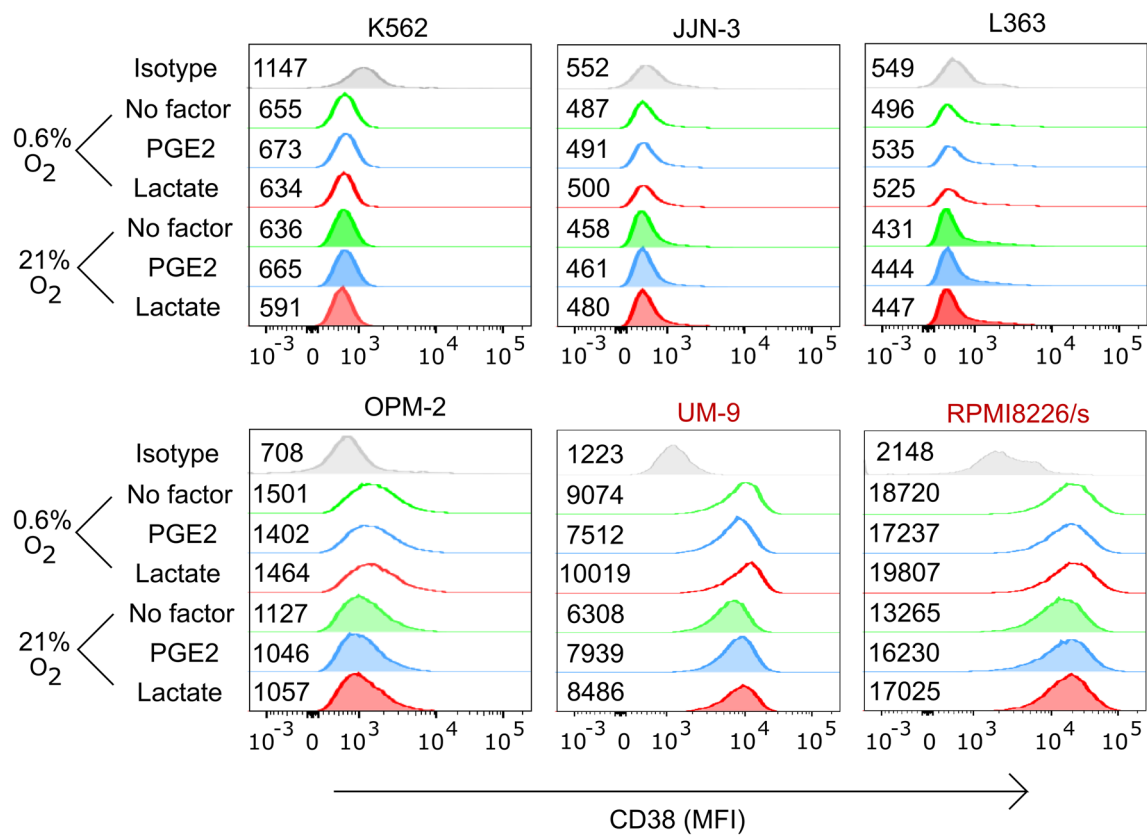 K562 JJN-3 L363
Isotype 1147 552 549
No factor 655 487 496
0.6% O2
PGE2 673 491 535
Lactate 634 500 525
No factor 636 458 431
21% O2
PGE2 665 461 444
Lactate 591 480 447
10-3 0 103 104 105 10-3 0 103 104 105 10-3 0 103 104 105
OPM-2 UM-9 RPMI8226/s
Isotype 708 1223 2148
No factor 1501 9074 18720
0.6% O2
PGE2 1402 7512 17237
Lactate 1464 10019 19807
No factor 1127 6308 13265
21% O2
PGE2 1046 7939 16230
Lactate 1057 8486 17025
10-3 0 103 104 105 10-3 0 103 104 105 10-3 0 103 104 105
CD38 (MFI)